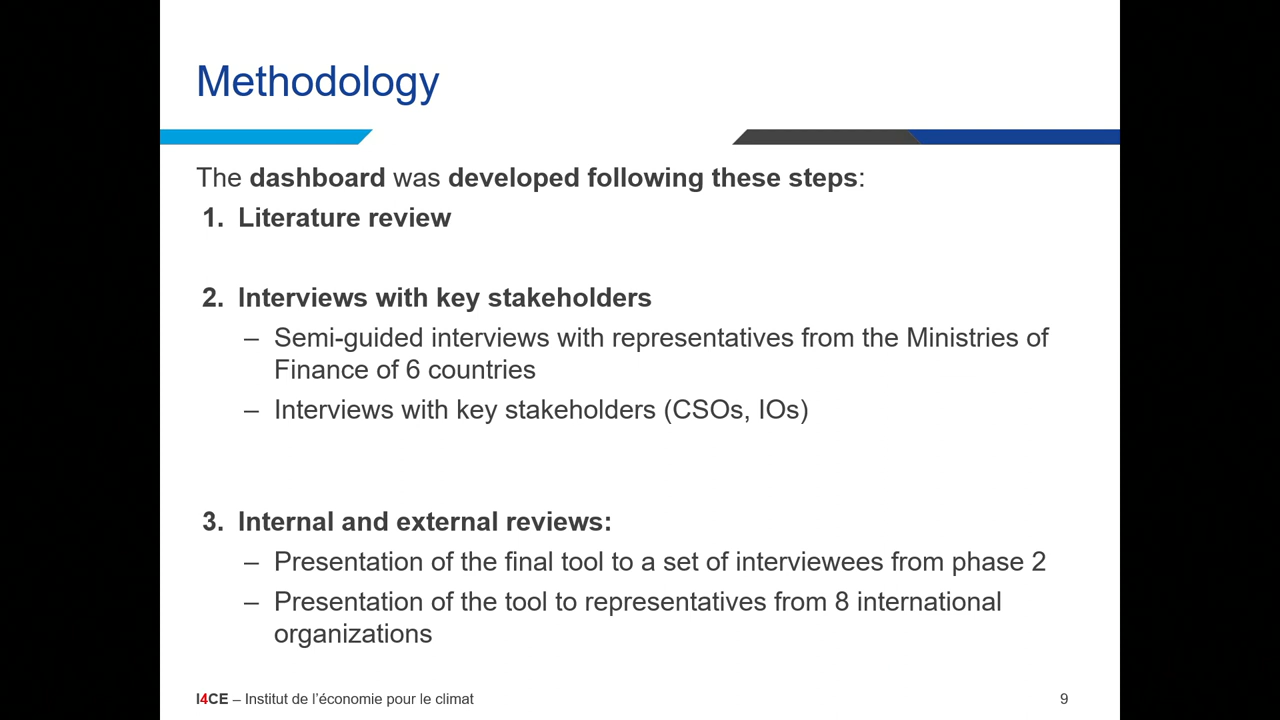 Methodology
The dashboard was developed following these steps:
1. Literature review
2. Interviews with key stakeholders
– Semi-guided interviews with representatives from the Ministries of
Finance of 6 countries
– Interviews with key stakeholders (CSOs, IOs)
3. Internal and external reviews:
– Presentation of the final tool to a set of interviewees from phase 2
– Presentation of the tool to representatives from 8 international
organizations
I4CE – Institut de l’économie pour le climat
9